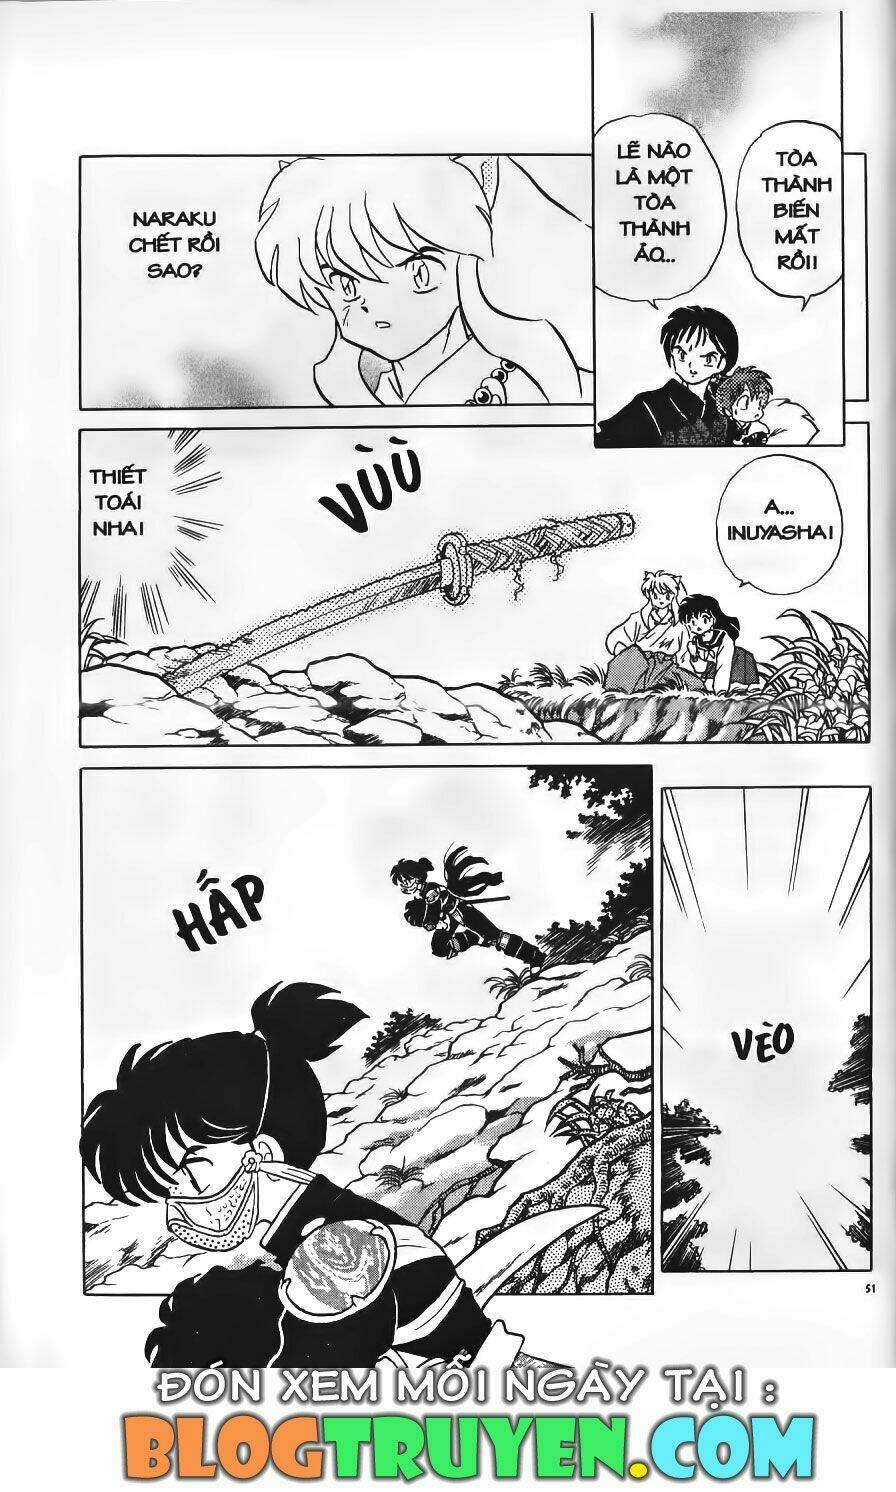 TÒA
THÀNH
BIẾN
MẤT
RỒI!
LẼ NÀO
LÀ MỘT
TÒA
THÀNH
ẢO...
NARAKU
CHẾT RỒI
SAO?
A...
INUYASHA!
VÙÙ
THIẾT
TOÁI
NHA!
VÈO
HẤP
51
ĐÓN XEM MỖI NGÀY TẠI :
BLOGTRUYEN.COM